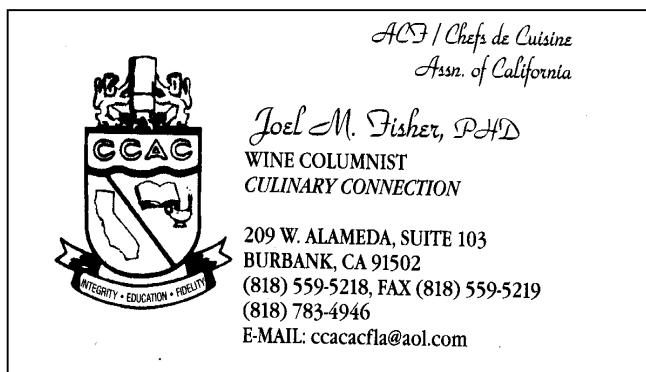 ACF / Chefs de Cuisine
Assn. of California
CCAC
INTEGRITY • EDUCATION • FIDELITY
Joel M. Fisher, PHD
WINE COLUMNIST
CULINARY CONNECTION
209 W. ALAMEDA, SUITE 103
BURBANK, CA 91502
(818) 559-5218, FAX (818) 559-5219
(818) 783-4946
E-MAIL: ccacacfla@aol.com